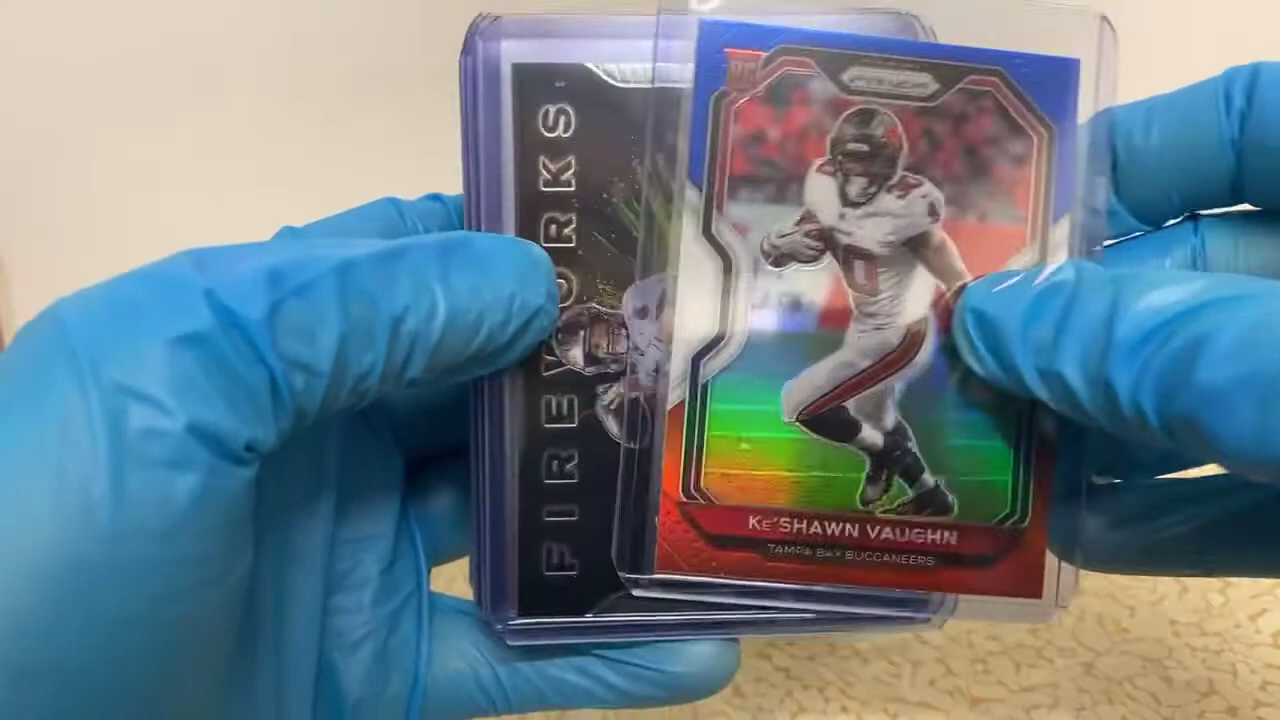 FIREWORKS
RC
PRIZM
KE'SHAWN VAUGHN
TAMPA BAY BUCCANEERS